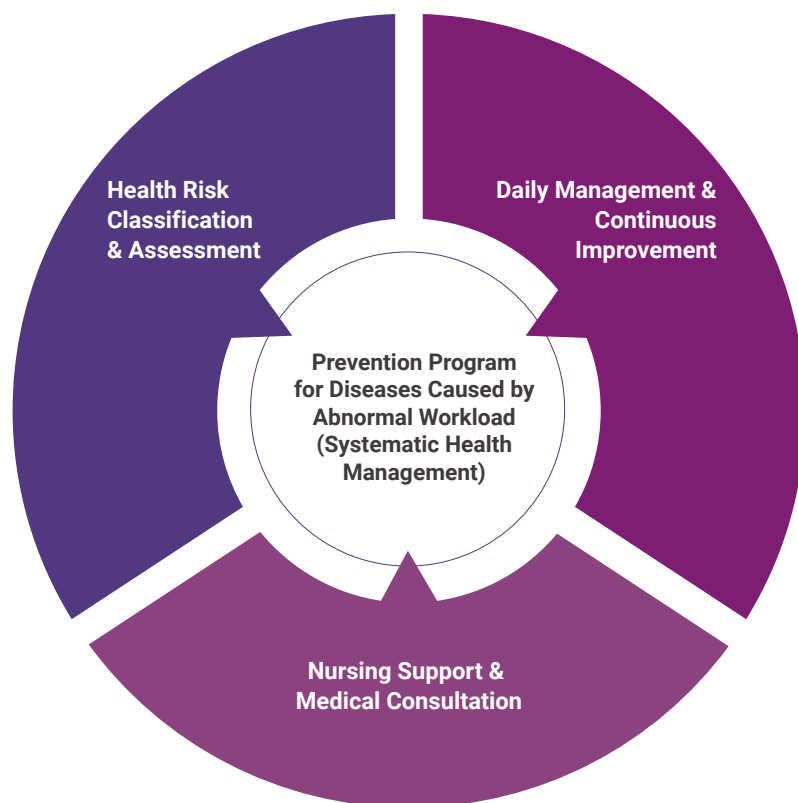 Health Risk
Classification
& Assessment
Daily Management &
Continuous
Improvement
Prevention Program
for Diseases Caused by
Abnormal Workload
(Systematic Health
Management)
Nursing Support &
Medical Consultation